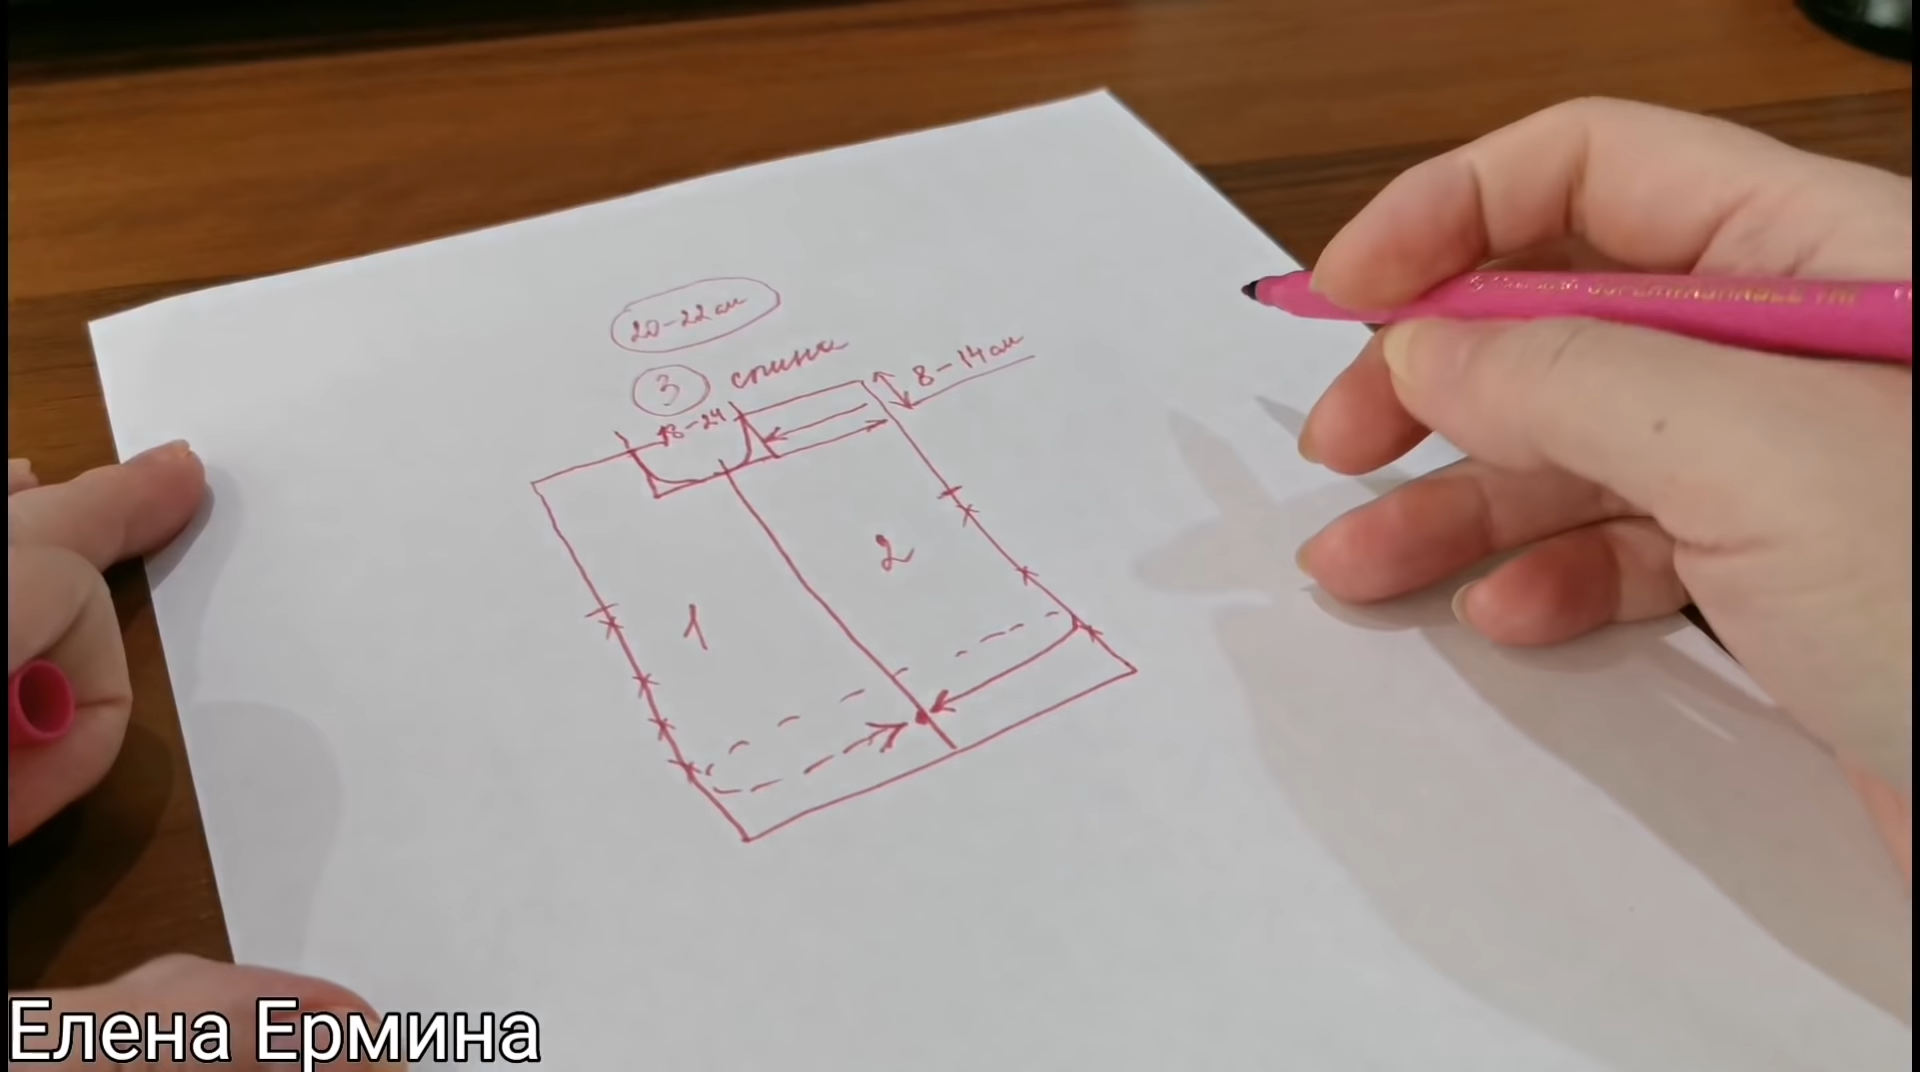 20-22 см
3 спина
8-14 см
18-24
2
1
Елена Ермина